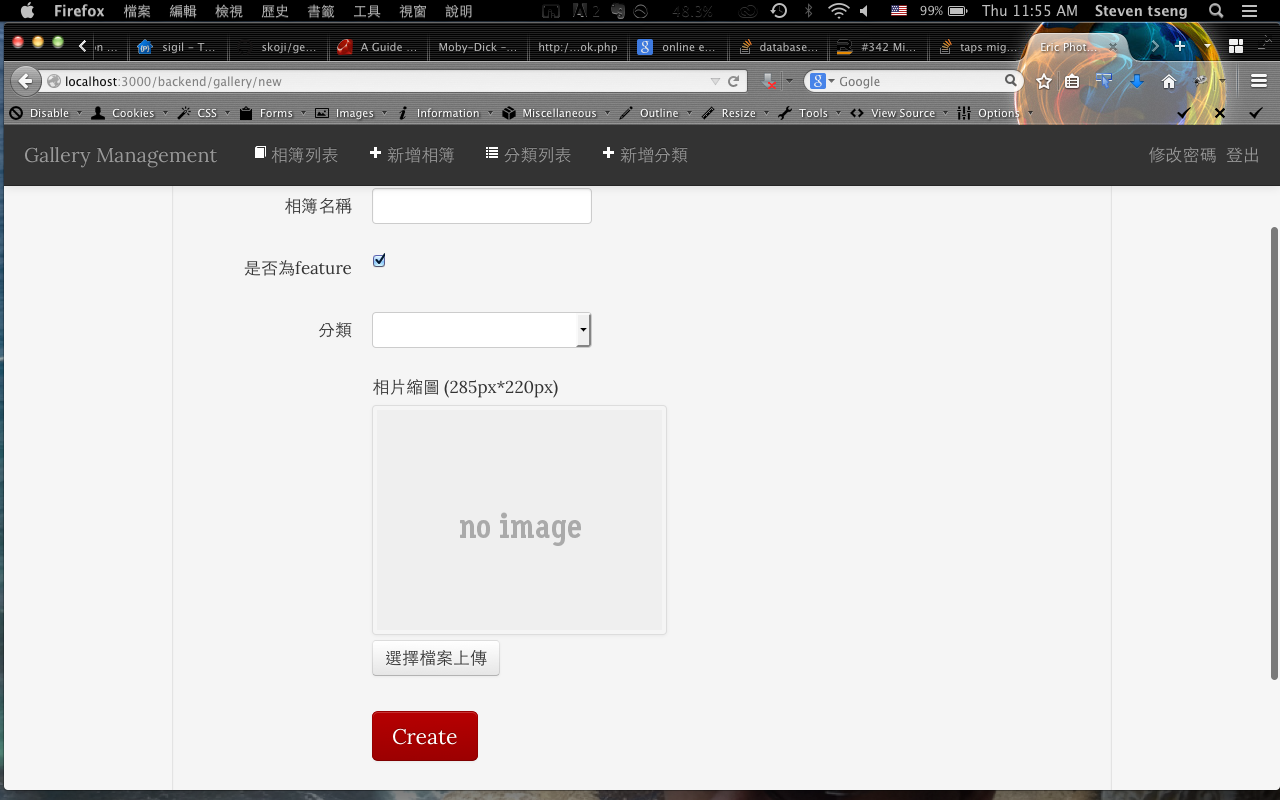 Firefox 檔案 編輯 檢視 歷史 書籤 工具 視窗 說明 2 48.3% 99% Thu 11:55 AM Steven tseng
n ... sigil – T... skoji/ge... A Guide ... Moby-Dick –... http:/...ok.php online e... database... #342 Mi... taps mig... Eric Phot...
localhost:3000/backend/gallery/new Google
Disable Cookies CSS Forms Images Information Miscellaneous Outline Resize Tools View Source Options
Gallery Management 相簿列表 新增相簿 分類列表 新增分類 修改密碼 登出
相簿名稱
是否為feature
分類
相片縮圖 (285px*220px)
no image
選擇檔案上傳
Create